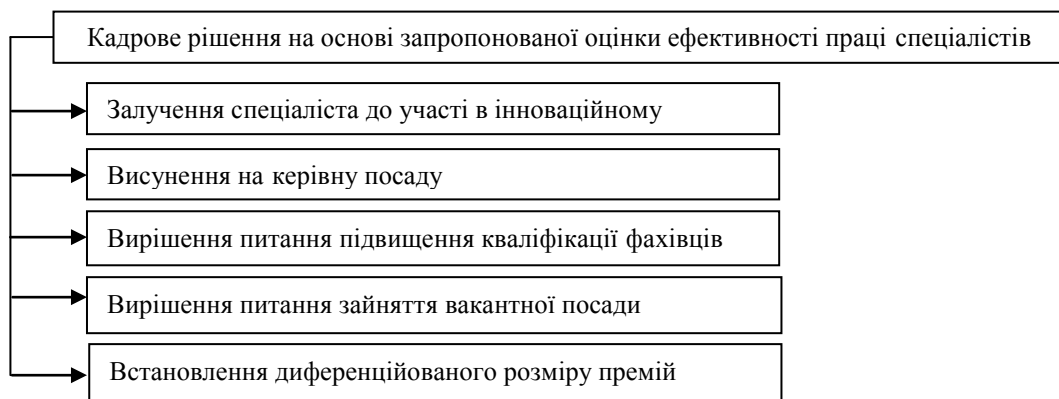 Кадрове рішення на основі запропонованої оцінки ефективності праці спеціалістів
Залучення спеціаліста до участі в інноваційному
Висунення на керівну посаду
Вирішення питання підвищення кваліфікації фахівців
Вирішення питання зайняття вакантної посади
Встановлення диференційованого розміру премій